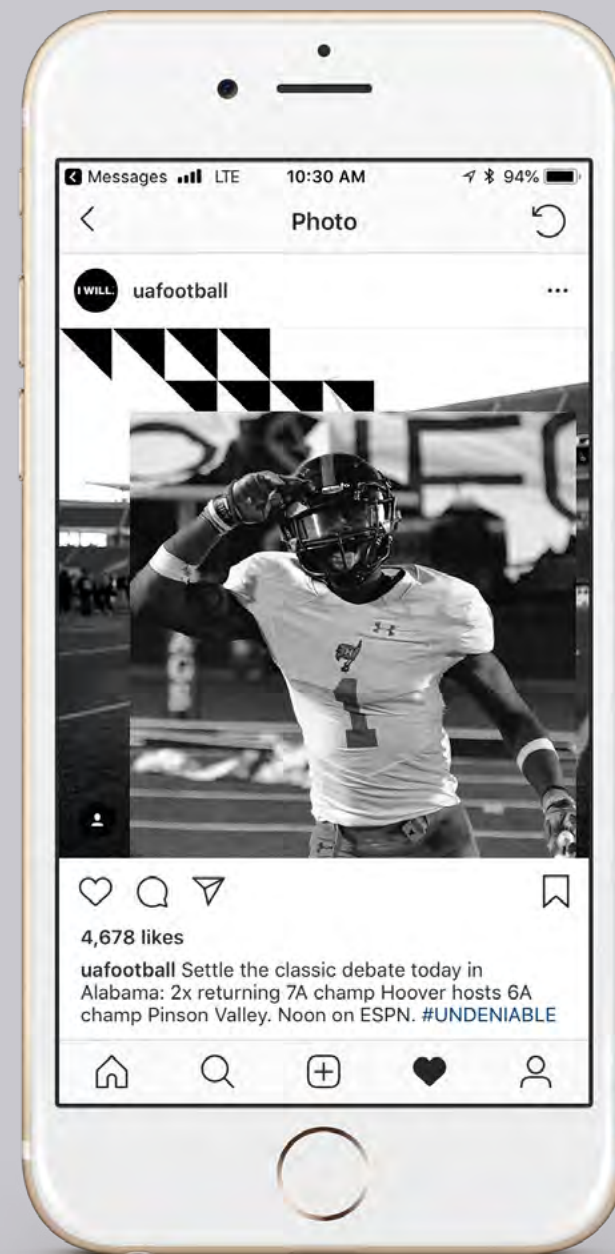 Messages LTE 10:30 AM 94%
Photo
I WILL. uafootball
1
4,678 likes
uafootball Settle the classic debate today in
Alabama: 2x returning 7A champ Hoover hosts 6A
champ Pinson Valley. Noon on ESPN. #UNDENIABLE